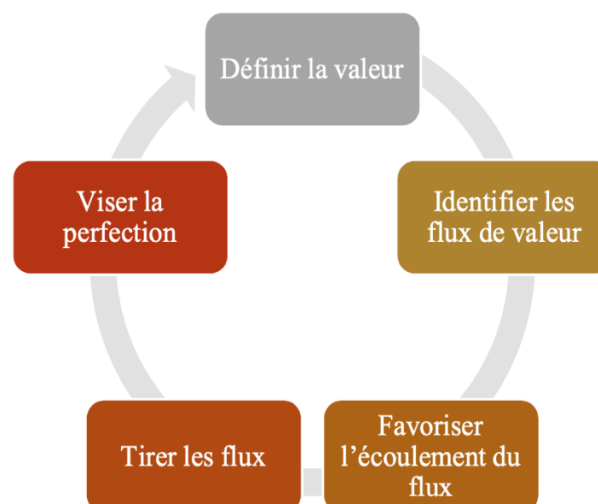 Définir la valeur
Identifier les
flux de valeur
Favoriser
l’écoulement du
flux
Tirer les flux
Viser la
perfection